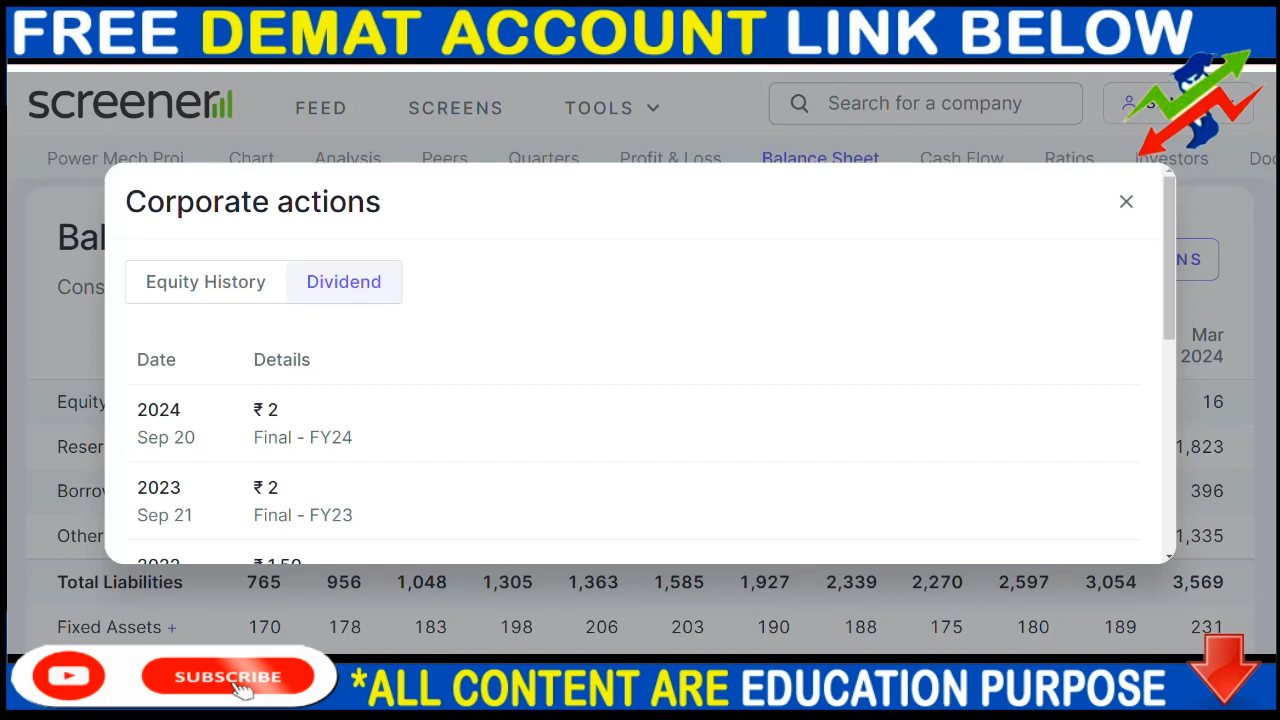 FREE DEMAT ACCOUNT LINK BELOW
screener FEED SCREENS TOOLS Search for a company
Power Mech Proj Chart Analysis Peers Quarters Profit & Loss Balance Sheet Cash Flow Ratios Investors
Corporate actions
Equity History Dividend
Mar
2024
Date Details
2024 ₹ 2
Sep 20 Final - FY24
2023 ₹ 2
Sep 21 Final - FY23
2022 ₹ 1.50
Equity 16
1,823
396
Other 1,335
Total Liabilities 765 956 1,048 1,305 1,363 1,585 1,927 2,339 2,270 2,597 3,054 3,569
Fixed Assets + 170 178 183 198 206 203 190 188 175 180 189 231
SUBSCRIBE
*ALL CONTENT ARE EDUCATION PURPOSE